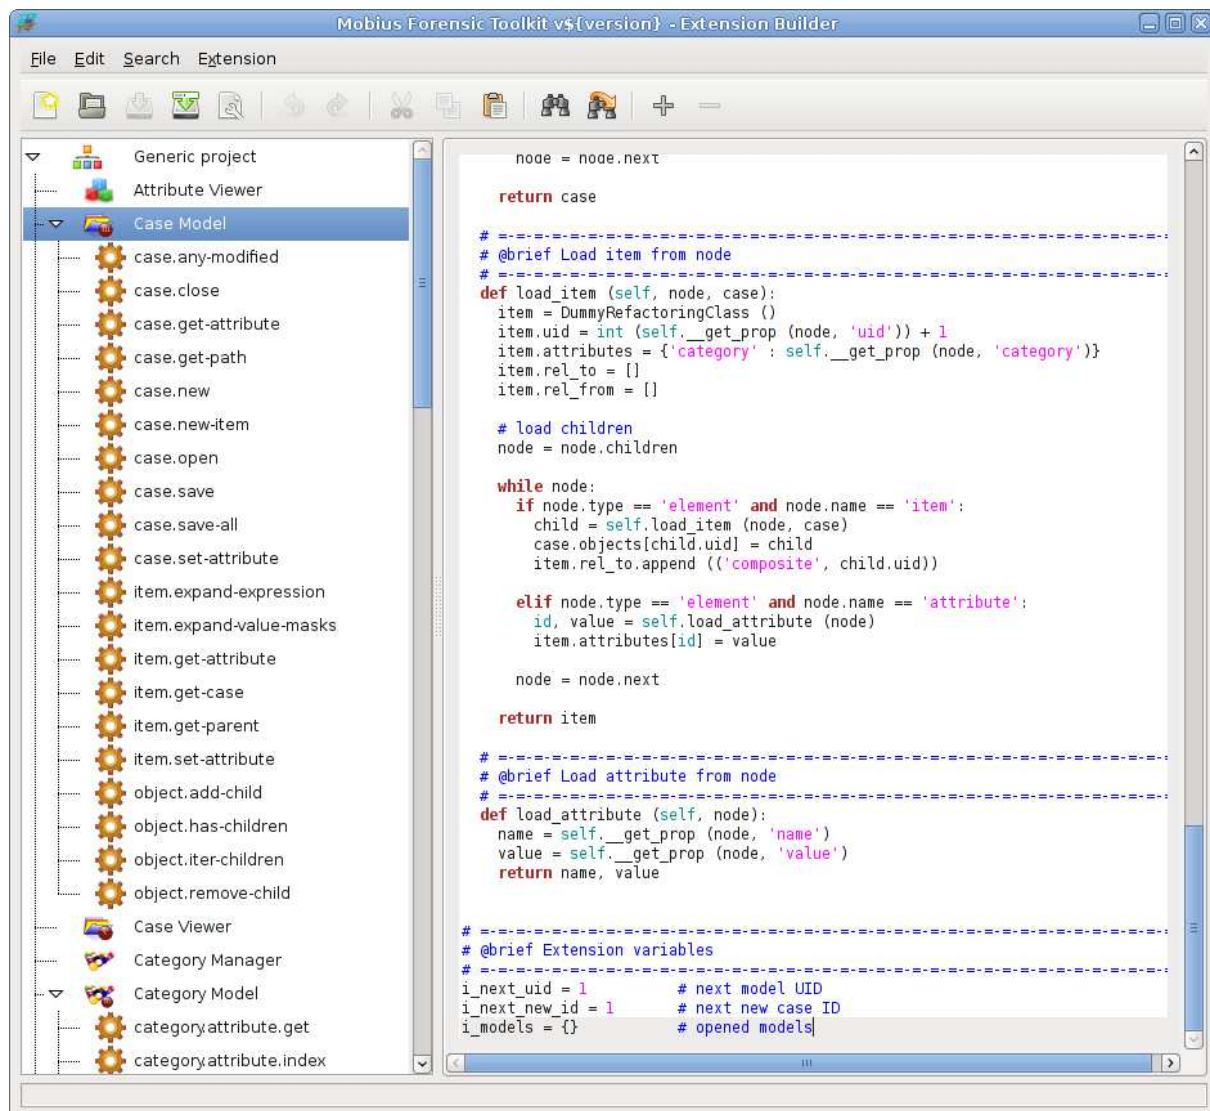 Mobius Forensic Toolkit v${version} - Extension Builder
File Edit Search Extension
Generic project
Attribute Viewer
Case Model
case.any-modified
case.close
case.get-attribute
case.get-path
case.new
case.new-item
case.open
case.save
case.save-all
case.set-attribute
item.expand-expression
item.expand-value-masks
item.get-attribute
item.get-case
item.get-parent
item.set-attribute
object.add-child
object.has-children
object.iter-children
object.remove-child
Case Viewer
Category Manager
Category Model
category.attribute.get
category.attribute.index
node = node.next
return case
# =-=-=-=-=-=-=-=-=-=-=-=-=-=-=-=-=-=-=-=-=-=-=-=-=-=-=-=-=-=-=-=-=-=-=-=-=-
# @brief Load item from node
# =-=-=-=-=-=-=-=-=-=-=-=-=-=-=-=-=-=-=-=-=-=-=-=-=-=-=-=-=-=-=-=-=-=-=-=-=-
def load_item (self, node, case):
item = DummyRefactoringClass ()
item.uid = int (self.__get_prop (node, 'uid')) + 1
item.attributes = {'category' : self.__get_prop (node, 'category')}
item.rel_to = []
item.rel_from = []
# load children
node = node.children
while node:
if node.type == 'element' and node.name == 'item':
child = self.load_item (node, case)
case.objects[child.uid] = child
item.rel_to.append (('composite', child.uid))
elif node.type == 'element' and node.name == 'attribute':
id, value = self.load_attribute (node)
item.attributes[id] = value
node = node.next
return item
# =-=-=-=-=-=-=-=-=-=-=-=-=-=-=-=-=-=-=-=-=-=-=-=-=-=-=-=-=-=-=-=-=-=-=-=-=-
# @brief Load attribute from node
# =-=-=-=-=-=-=-=-=-=-=-=-=-=-=-=-=-=-=-=-=-=-=-=-=-=-=-=-=-=-=-=-=-=-=-=-=-
def load_attribute (self, node):
name = self.__get_prop (node, 'name')
value = self.__get_prop (node, 'value')
return name, value
# =-=-=-=-=-=-=-=-=-=-=-=-=-=-=-=-=-=-=-=-=-=-=-=-=-=-=-=-=-=-=-=-=-=-=-=-=-=-
# @brief Extension variables
# =-=-=-=-=-=-=-=-=-=-=-=-=-=-=-=-=-=-=-=-=-=-=-=-=-=-=-=-=-=-=-=-=-=-=-=-=-=-
i_next_uid = 1 # next model UID
i_next_new_id = 1 # next new case ID
i_models = {} # opened models